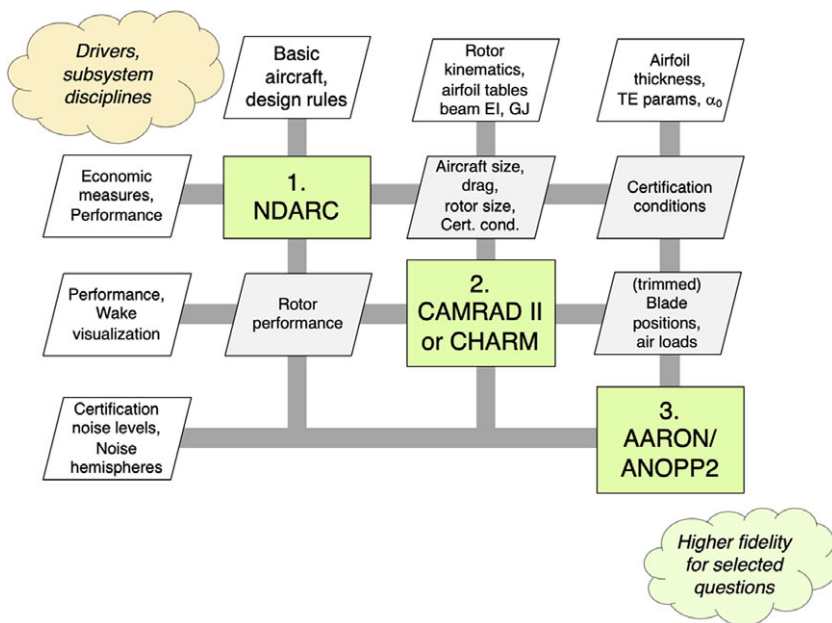 Drivers,
subsystem
disciplines
Basic
aircraft,
design rules
Rotor
kinematics,
airfoil tables
beam EI, GJ
Airfoil
thickness,
TE params, α₀
Economic
measures,
Performance
1.
NDARC
Aircraft size,
drag,
rotor size,
Cert. cond.
Certification
conditions
Performance,
Wake
visualization
Rotor
performance
2.
CAMRAD II
or CHARM
(trimmed)
Blade
positions,
air loads
Certification
noise levels,
Noise
hemispheres
3.
AARON/
ANOPP2
Higher fidelity
for selected
questions